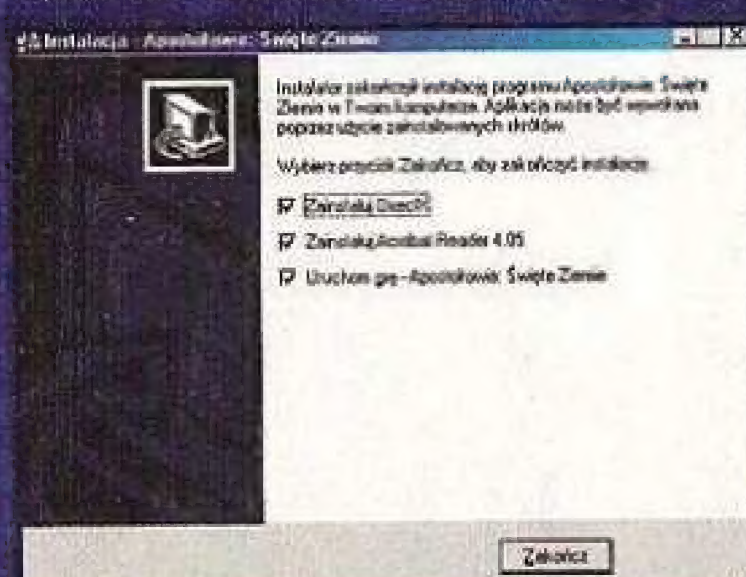 Instalacja - Apostołowie: Święte Ziemie
Instalator zakończył instalację programu Apostołowie: Święte
Ziemie w Twoim komputerze. Aplikacja może być wywołana
poprzez użycie zainstalowanych skrótów.
Wybierz przycisk Zakończ, aby zakończyć instalację.
Zainstaluj DirectX
Zainstaluj Acrobat Reader 4.05
Uruchom grę - Apostołowie: Święte Ziemie
Zakończ